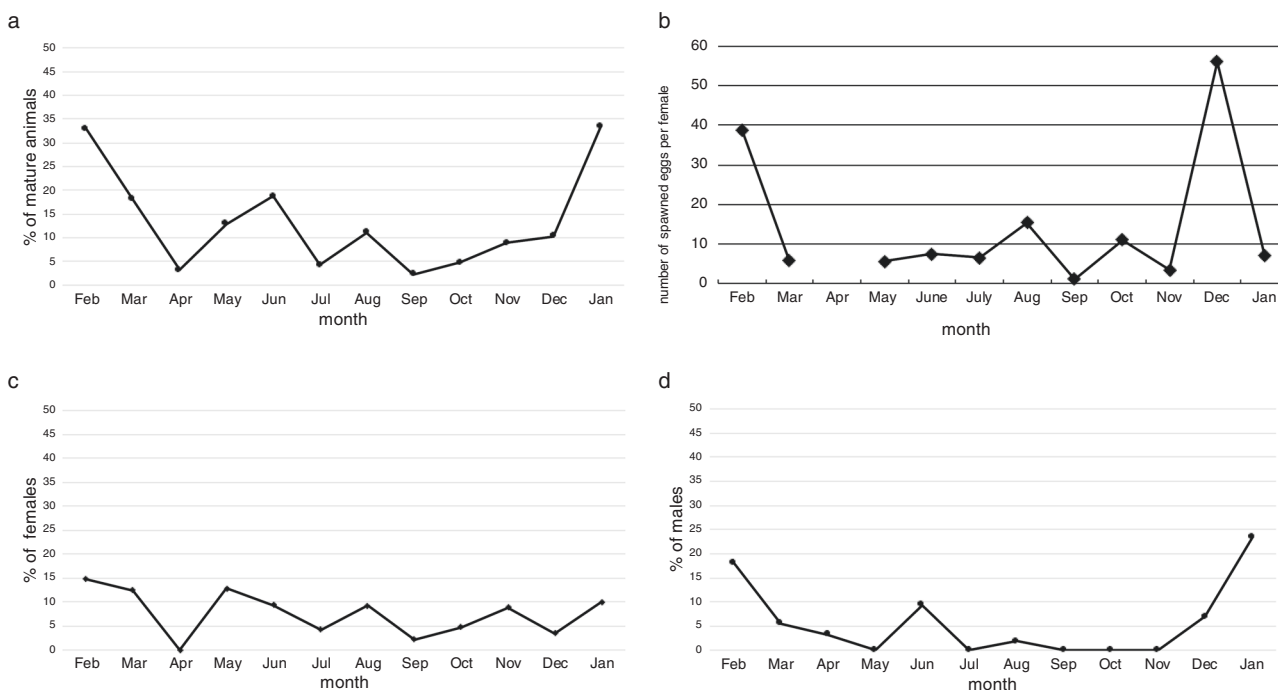 a
% of mature animals
50
45
40
35
30
25
20
15
10
5
0
Feb Mar Apr May Jun Jul Aug Sep Oct Nov Dec Jan
month
b
number of spawned eggs per female
60
50
40
30
20
10
0
Feb Mar Apr May June July Aug Sep Oct Nov Dec Jan
month
c
% of females
50
45
40
35
30
25
20
15
10
5
0
Feb Mar Apr May Jun Jul Aug Sep Oct Nov Dec Jan
month
d
% of males
50
45
40
35
30
25
20
15
10
5
0
Feb Mar Apr May Jun Jul Aug Sep Oct Nov Dec Jan
month